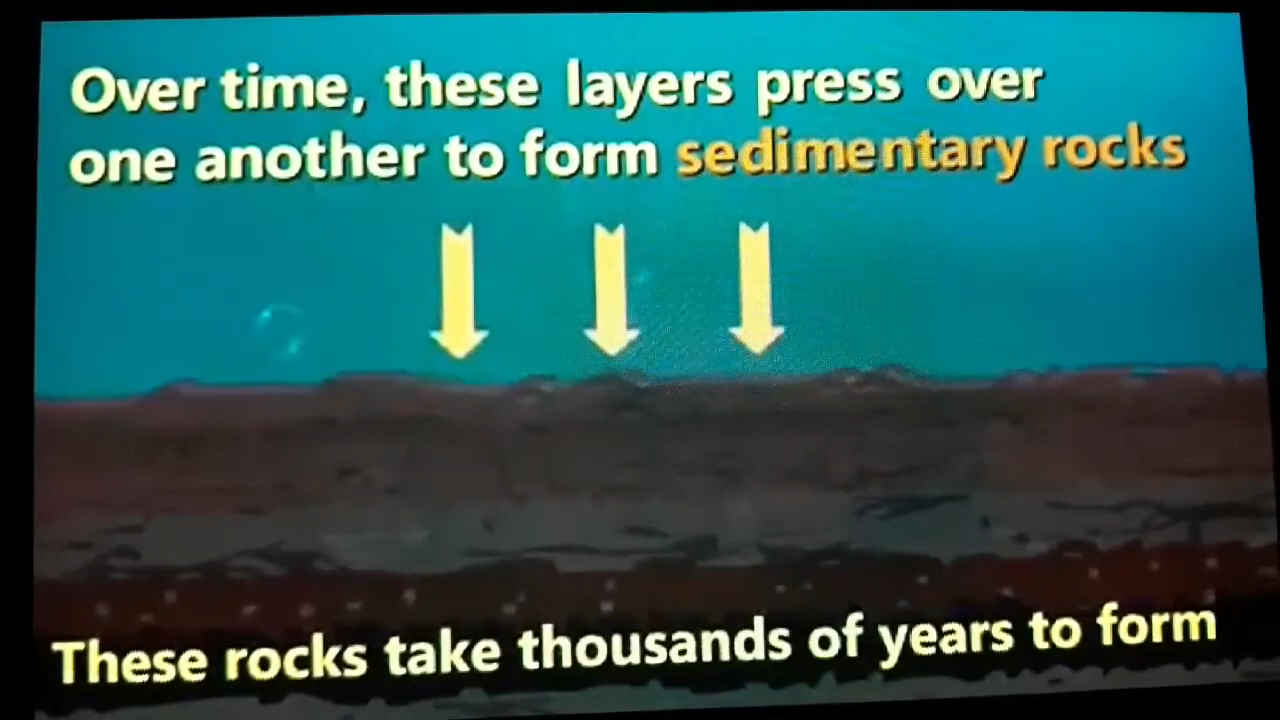 Over time, these layers press over
one another to form sedimentary rocks
These rocks take thousands of years to form